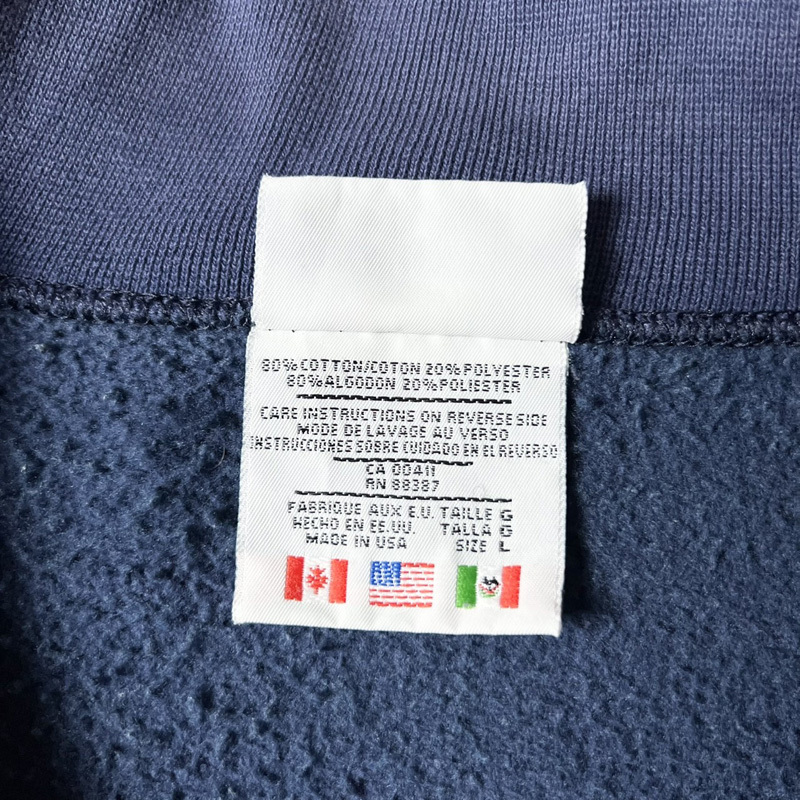 80% COTTON/COTON 20% POLYESTER
80% ALGODON 20% POLIESTER
CARE INSTRUCTIONS ON REVERSE SIDE
MODE DE LAVAGE AU VERSO
INSTRUCCIONES SOBRE CUIDADO EN EL REVERSO
CA 00411
RN 88387
FABRIQUE AUX E.U. TAILLE G
HECHO EN EE.UU. TALLA G
MADE IN USA SIZE L